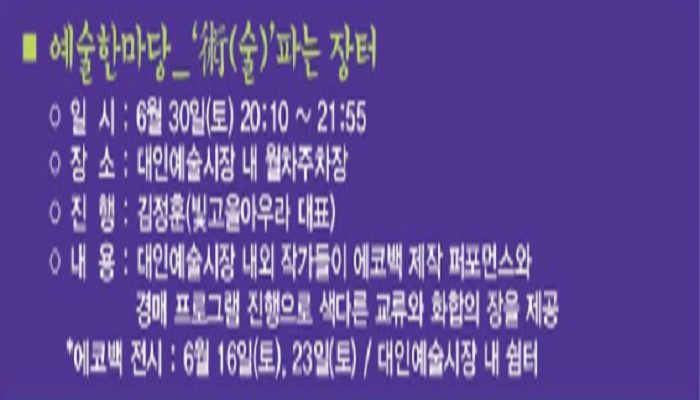 ■ 예술한마당_‘術(술)’파는 장터
○ 일 시 : 6월 30일(토) 20:10 ~ 21:55
○ 장 소 : 대인예술시장 내 월차주차장
○ 진 행 : 김정훈(빛고을아우라 대표)
○ 내 용 : 대인예술시장 내외 작가들이 에코백 제작 퍼포먼스와
경매 프로그램 진행으로 색다른 교류와 화합의 장을 제공
*에코백 전시 : 6월 16일(토), 23일(토) / 대인예술시장 내 쉼터